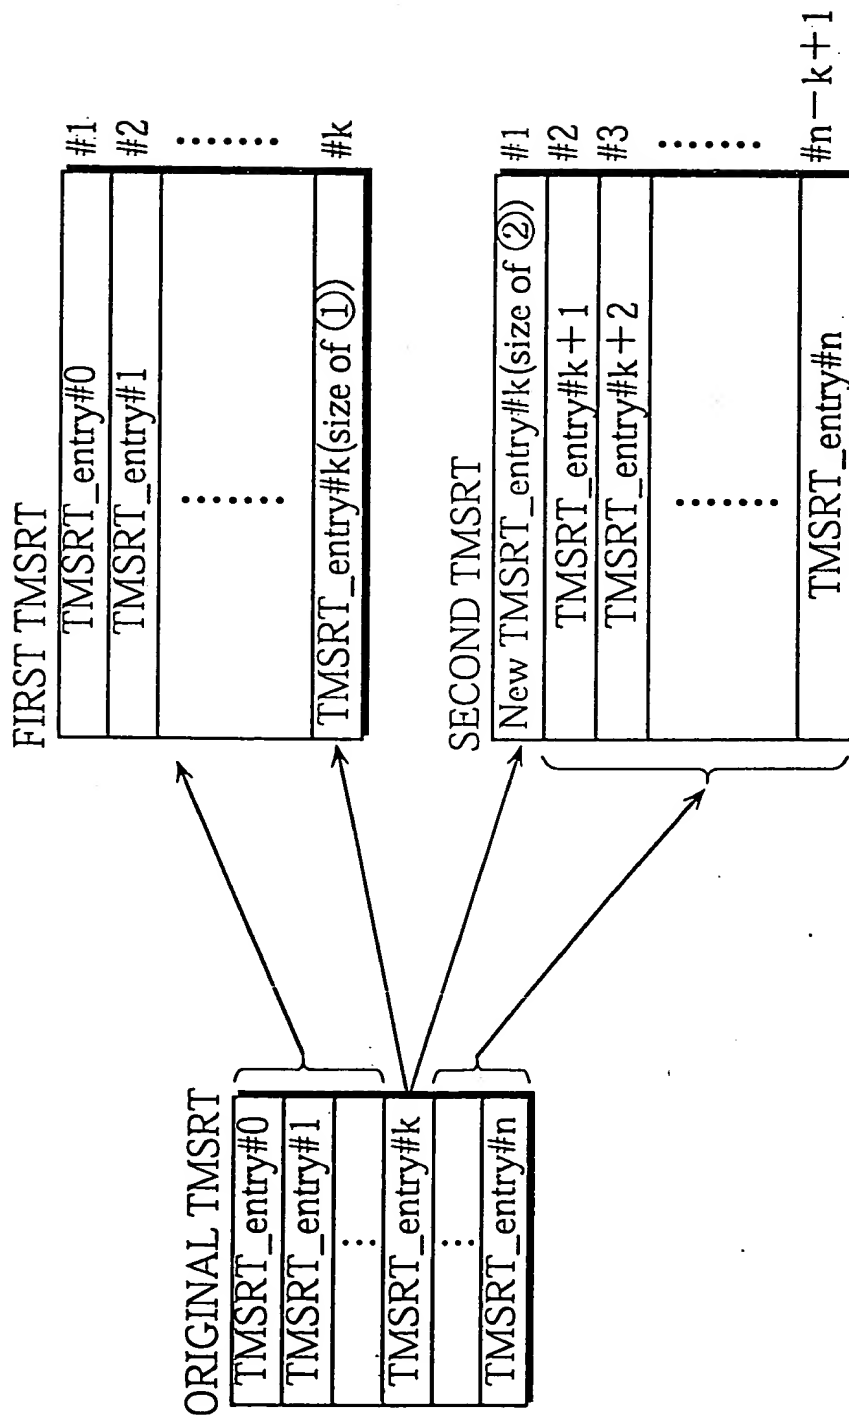 ORIGINAL TMSRT
TMSRT_entry#0
TMSRT_entry#1
...
TMSRT_entry#k
...
TMSRT_entry#n
FIRST TMSRT
TMSRT_entry#0 #1
TMSRT_entry#1 #2
....... .......
TMSRT_entry#k(size of ①) #k
SECOND TMSRT
New TMSRT_entry#k(size of ②) #1
TMSRT_entry#k+1 #2
TMSRT_entry#k+2 #3
....... .......
TMSRT_entry#n #n−k+1